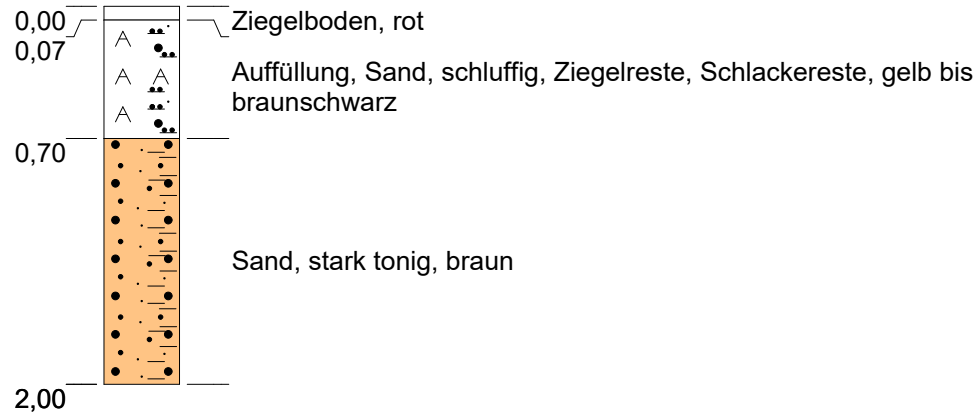 0,00
Ziegelboden, rot
0,07
Auffüllung, Sand, schluffig, Ziegelreste, Schlackereste, gelb bis
braunschwarz
0,70
Sand, stark tonig, braun
2,00